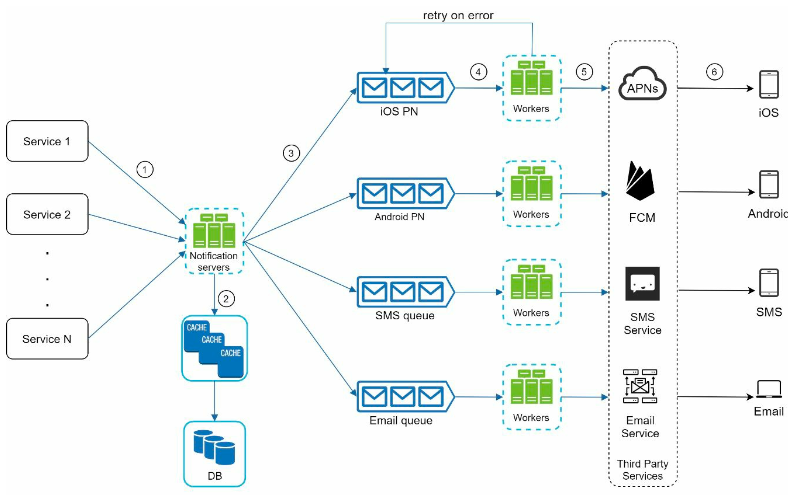 retry on error
4
5
6
iOS PN
Workers
APNs
iOS
Service 1
1
3
Service 2
Android PN
Workers
FCM
Android
Notification
servers
2
SMS queue
Workers
SMS
Service
SMS
Service N
CACHE
CACHE
CACHE
Email queue
Workers
Email
Service
Email
DB
Third Party
Services